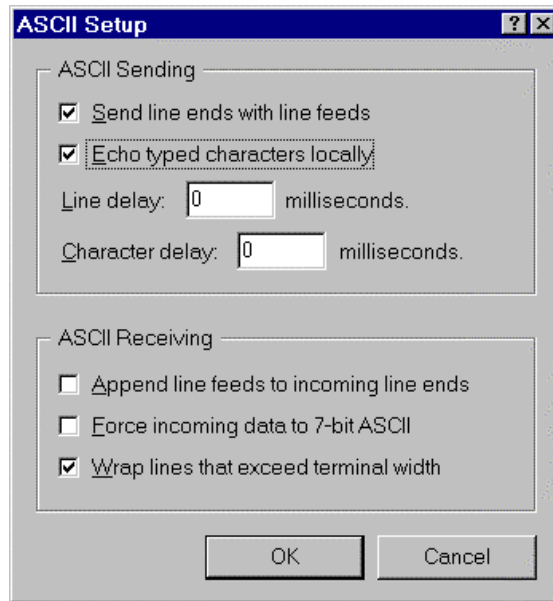 ASCII Setup
ASCII Sending
Send line ends with line feeds
Echo typed characters locally
Line delay: 0 milliseconds.
Character delay: 0 milliseconds.
ASCII Receiving
Append line feeds to incoming line ends
Force incoming data to 7-bit ASCII
Wrap lines that exceed terminal width
OK Cancel